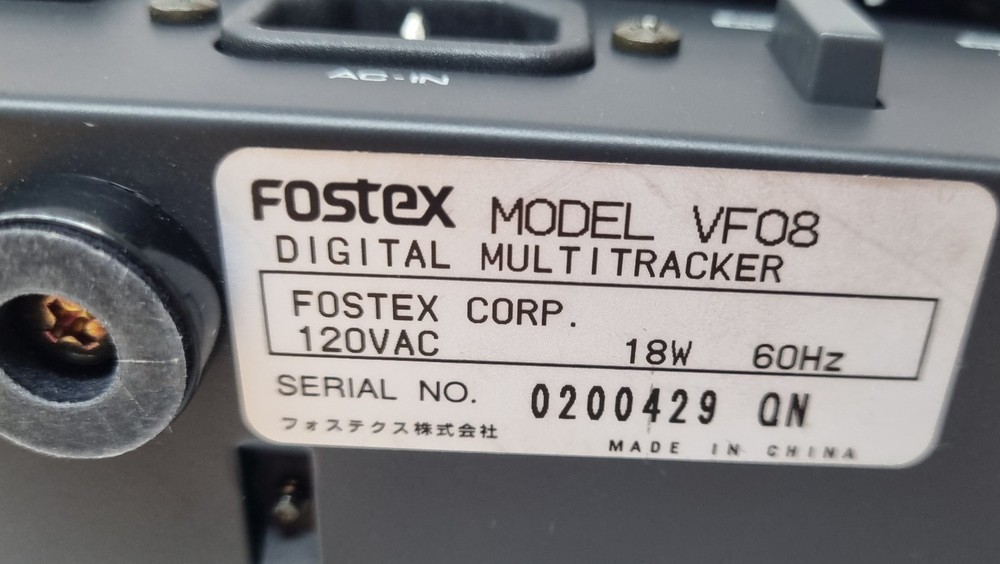 AC-IN
Fostex MODEL VF08
DIGITAL MULTITRACKER
FOSTEX CORP.
120VAC 18W 60Hz
SERIAL NO. 0200429 QN
フォステクス株式会社
MADE IN CHINA